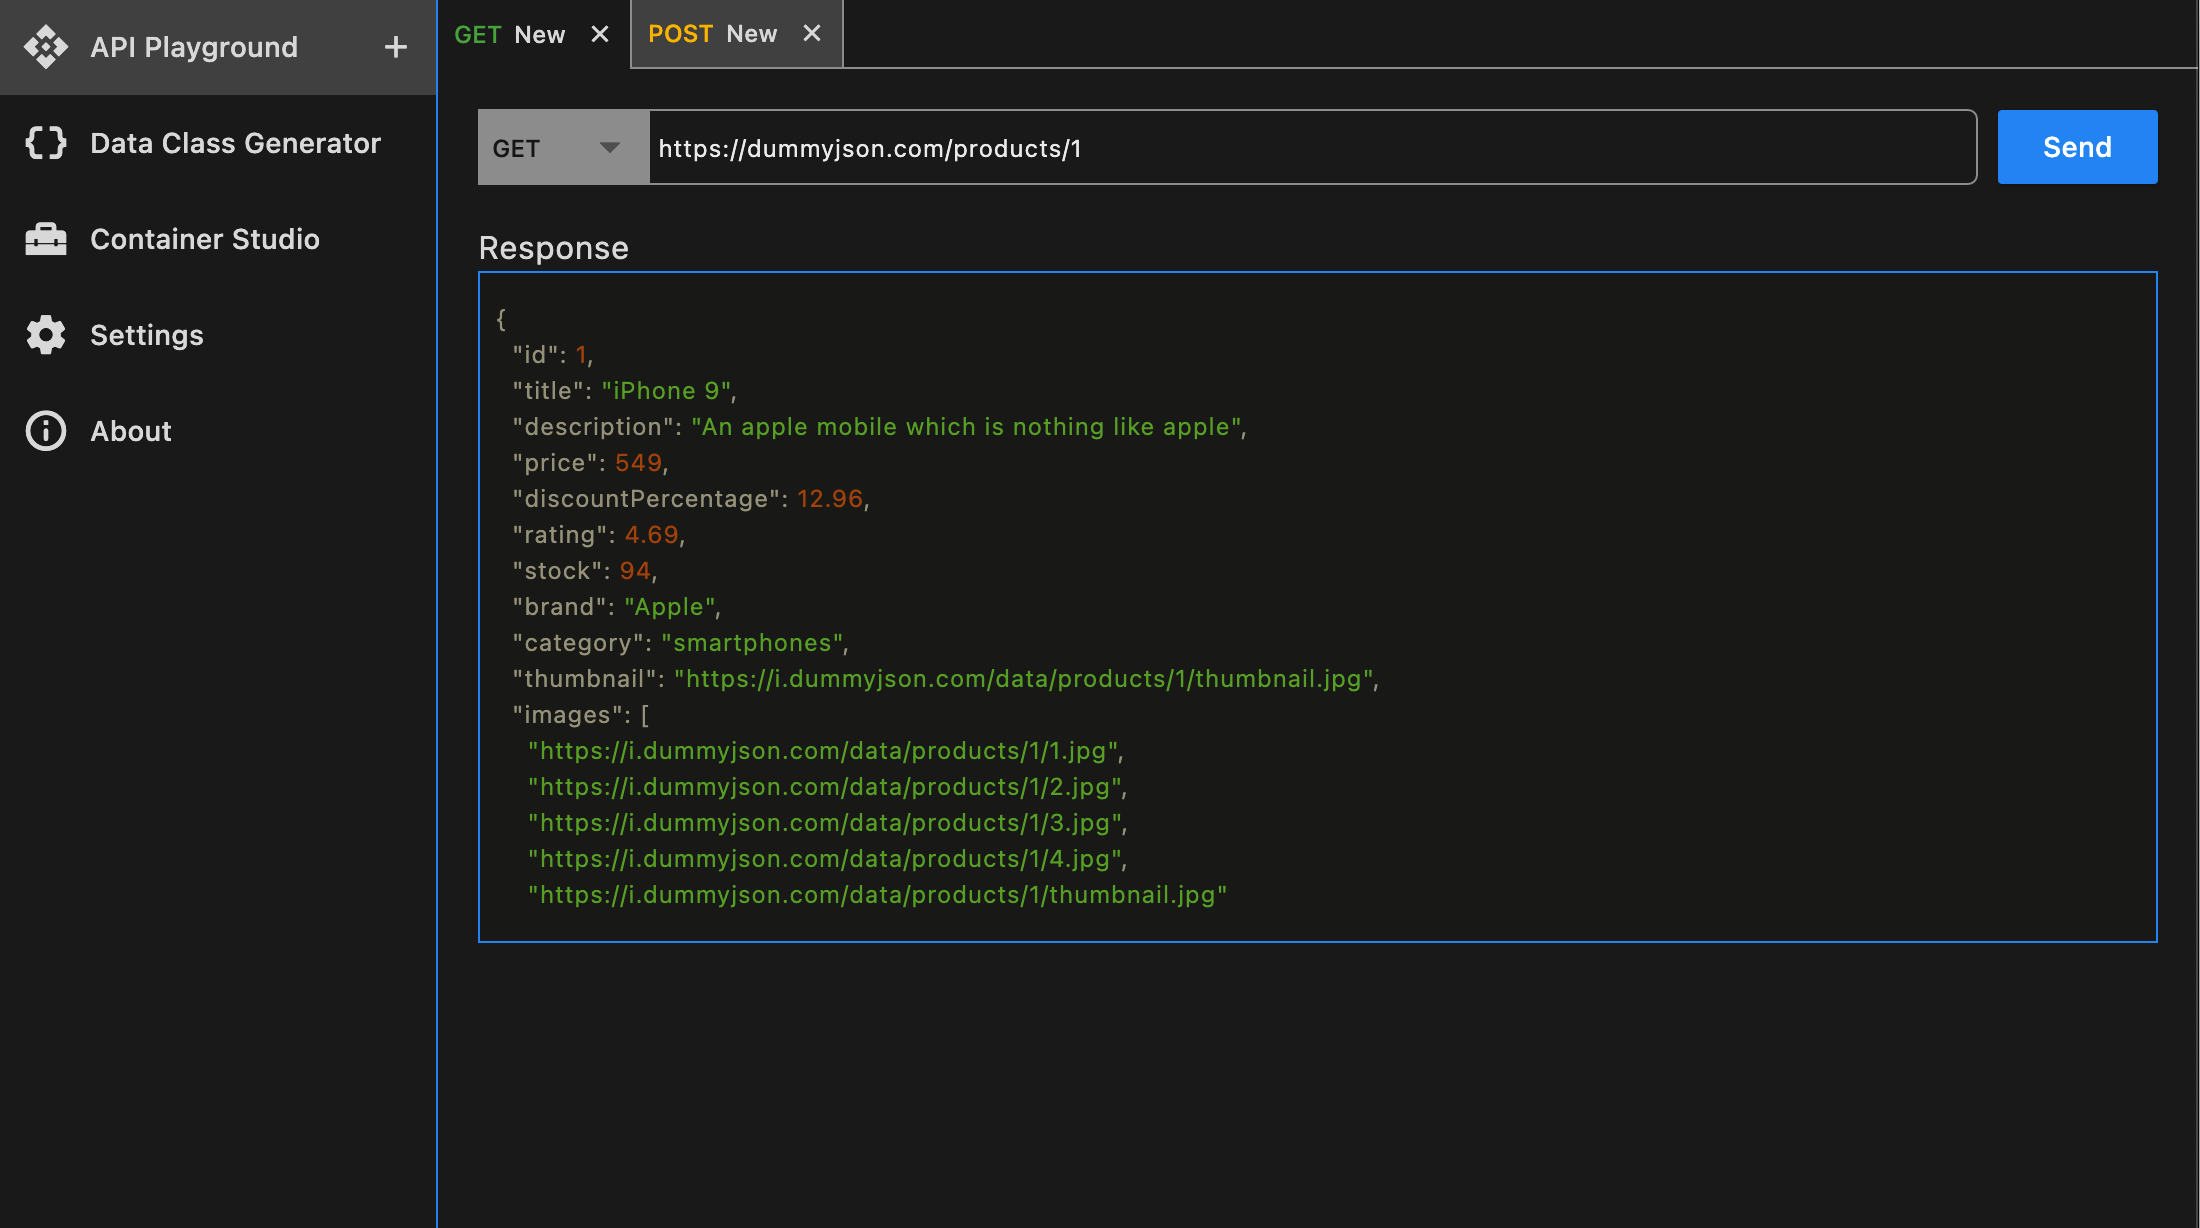 API Playground +
Data Class Generator
Container Studio
Settings
About
GET New ✕ POST New ✕
GET https://dummyjson.com/products/1 Send
Response
{
"id": 1,
"title": "iPhone 9",
"description": "An apple mobile which is nothing like apple",
"price": 549,
"discountPercentage": 12.96,
"rating": 4.69,
"stock": 94,
"brand": "Apple",
"category": "smartphones",
"thumbnail": "https://i.dummyjson.com/data/products/1/thumbnail.jpg",
"images": [
"https://i.dummyjson.com/data/products/1/1.jpg",
"https://i.dummyjson.com/data/products/1/2.jpg",
"https://i.dummyjson.com/data/products/1/3.jpg",
"https://i.dummyjson.com/data/products/1/4.jpg",
"https://i.dummyjson.com/data/products/1/thumbnail.jpg"